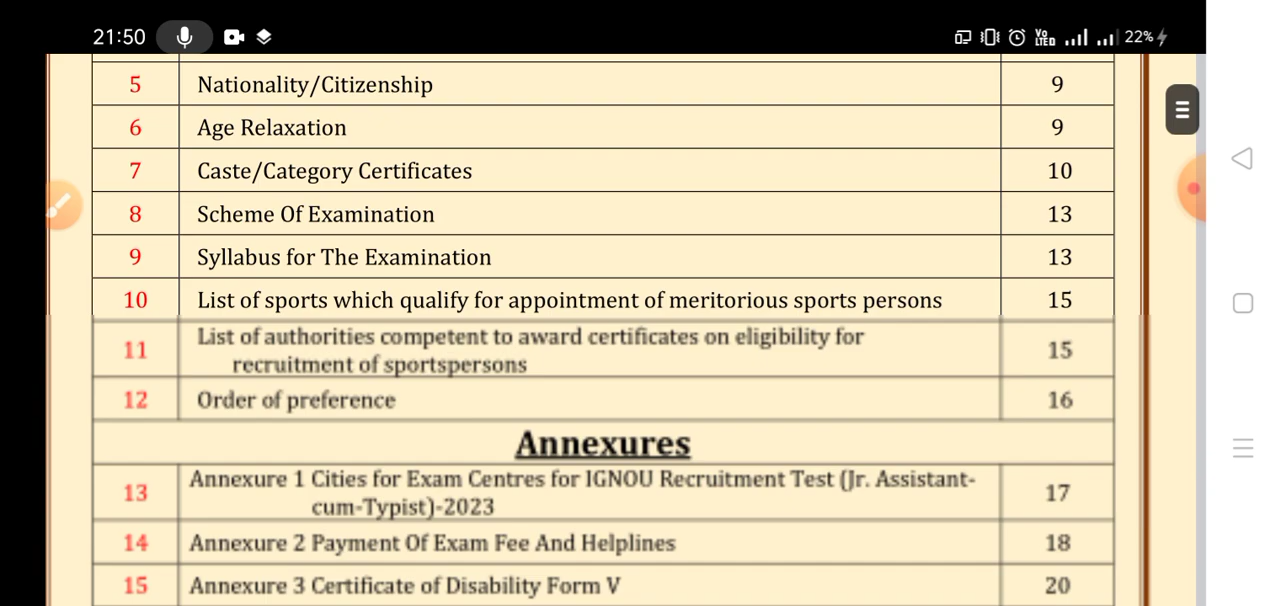 21:50 Vo LTED 22%
5 Nationality/Citizenship 9
6 Age Relaxation 9
7 Caste/Category Certificates 10
8 Scheme Of Examination 13
9 Syllabus for The Examination 13
10 List of sports which qualify for appointment of meritorious sports persons 15
11 List of authorities competent to award certificates on eligibility for
recruitment of sportspersons 15
12 Order of preference 16
Annexures
13 Annexure 1 Cities for Exam Centres for IGNOU Recruitment Test (Jr. Assistant-
cum-Typist)-2023 17
14 Annexure 2 Payment Of Exam Fee And Helplines 18
15 Annexure 3 Certificate of Disability Form V 20